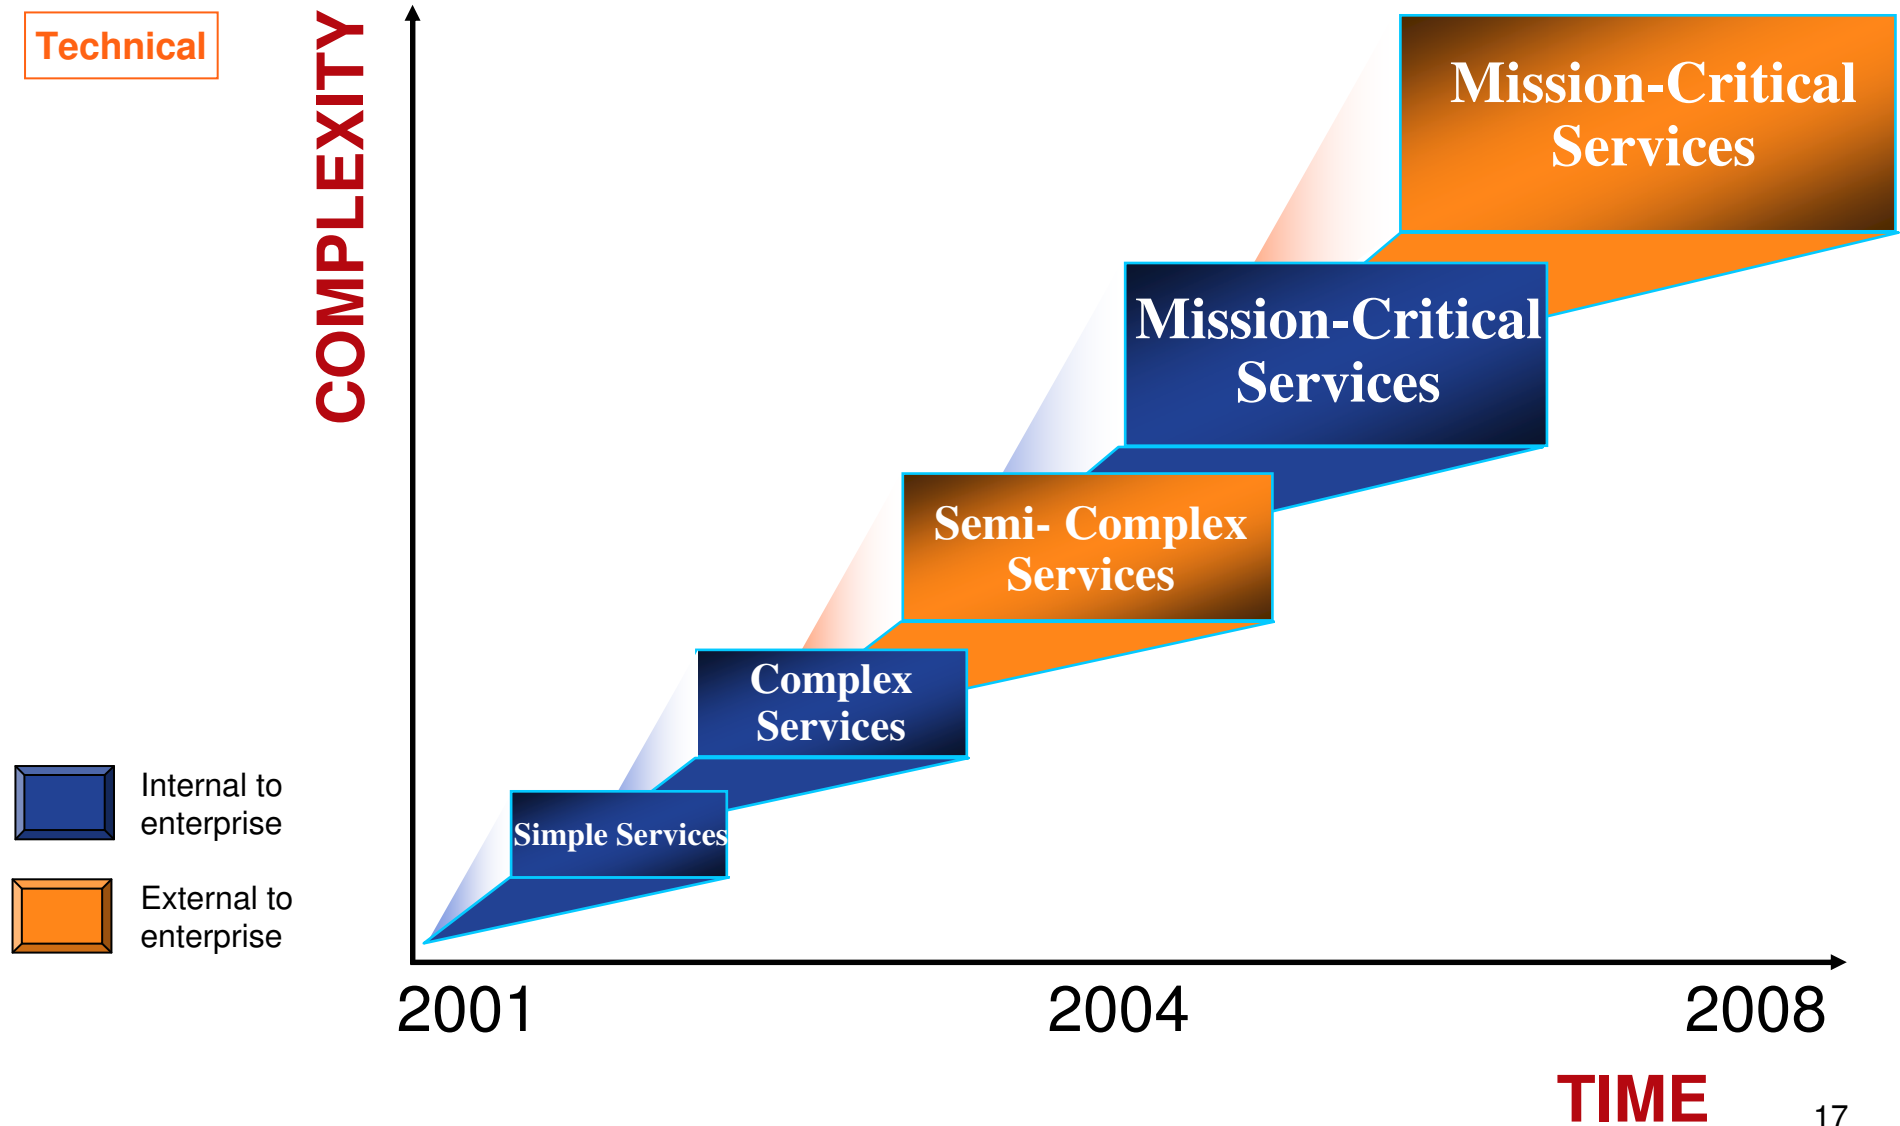 Technical
COMPLEXITY
Mission-Critical
Services
Mission-Critical
Services
Semi- Complex
Services
Complex
Services
Simple Services
Internal to
enterprise
External to
enterprise
2001
2004
2008
TIME
17